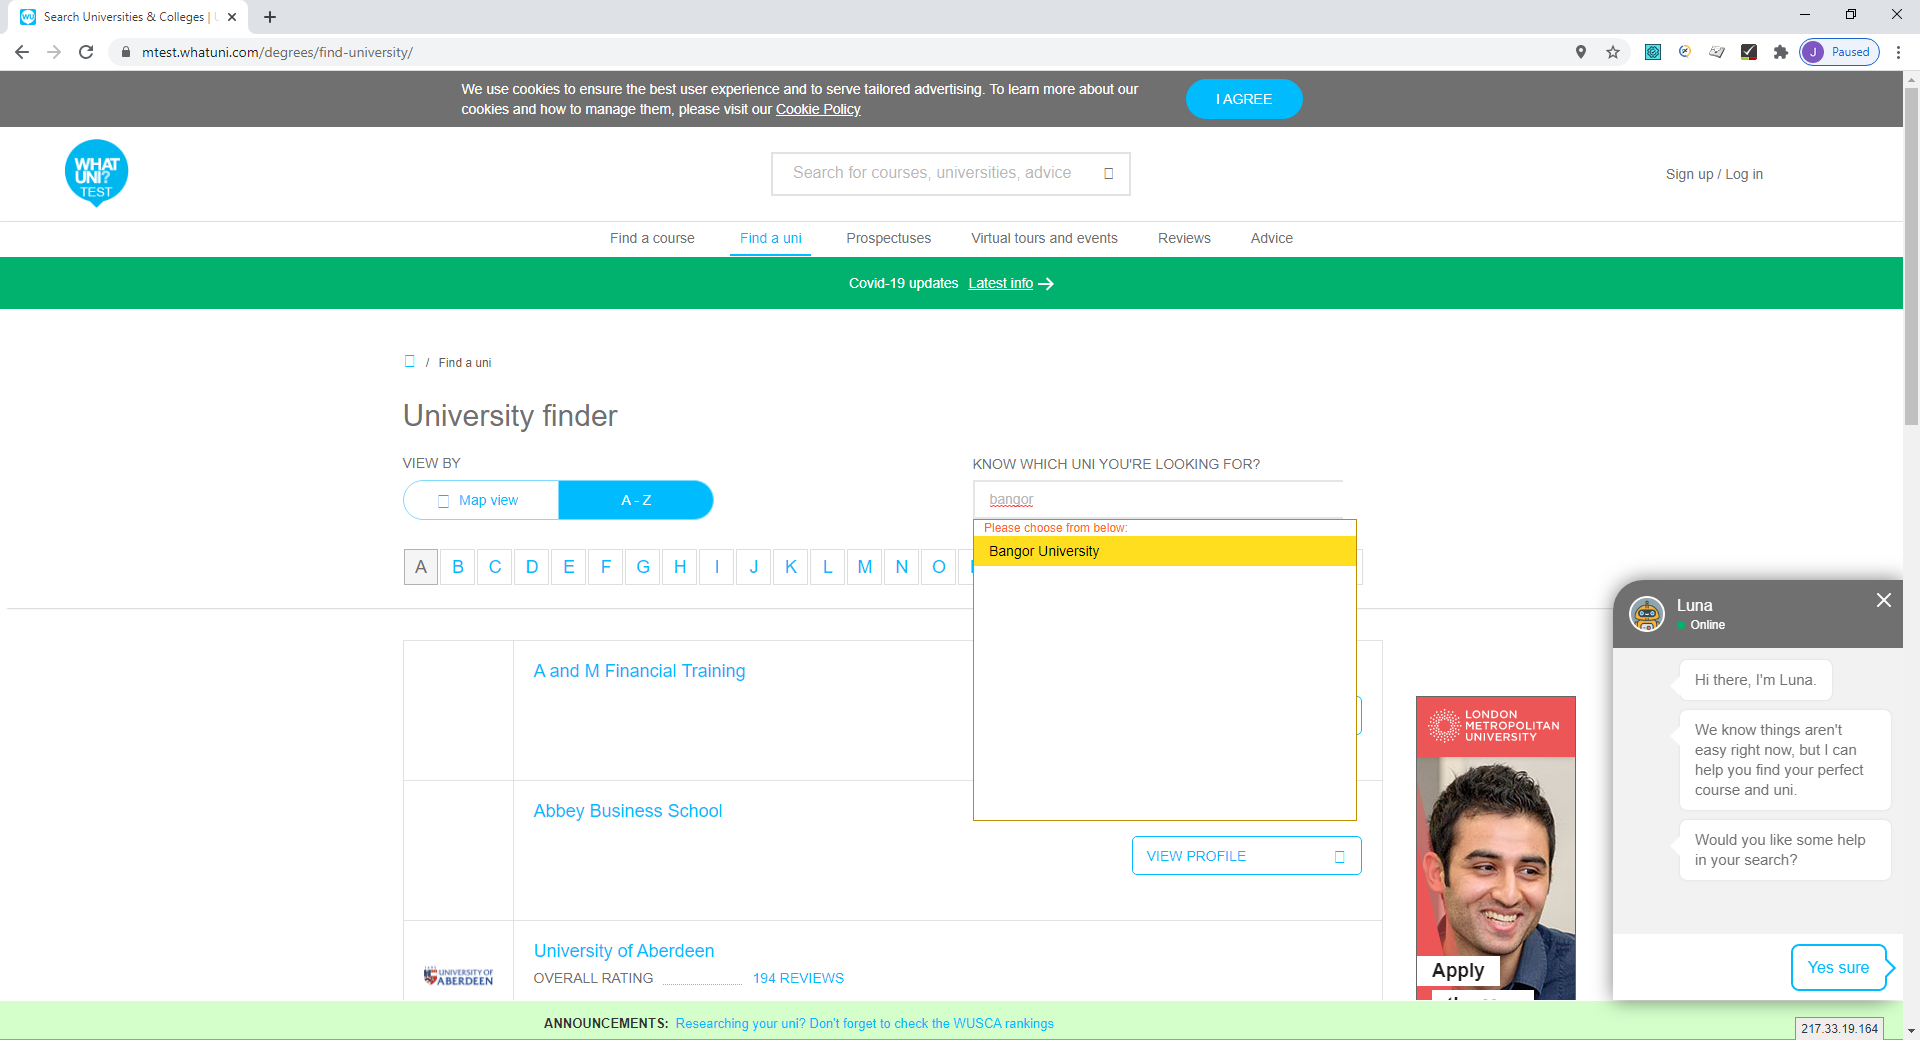 Search Universities & Colleges |
mtest.whatuni.com/degrees/find-university/
J Paused
We use cookies to ensure the best user experience and to serve tailored advertising. To learn more about our
cookies and how to manage them, please visit our Cookie Policy
I AGREE
WHAT
UNI?
TEST
Search for courses, universities, advice
Sign up / Log in
Find a course
Find a uni
Prospectuses
Virtual tours and events
Reviews
Advice
Covid-19 updates Latest info
/ Find a uni
University finder
VIEW BY
Map view
A - Z
KNOW WHICH UNI YOU'RE LOOKING FOR?
bangor
Please choose from below:
Bangor University
A B C D E F G H I J K L M N O
A and M Financial Training
Abbey Business School
VIEW PROFILE
UNIVERSITY OF
ABERDEEN
University of Aberdeen
OVERALL RATING
194 REVIEWS
LONDON
METROPOLITAN
UNIVERSITY
Apply
Luna
Online
Hi there, I'm Luna.
We know things aren't
easy right now, but I can
help you find your perfect
course and uni.
Would you like some help
in your search?
Yes sure
ANNOUNCEMENTS: Researching your uni? Don't forget to check the WUSCA rankings
217.33.19.164